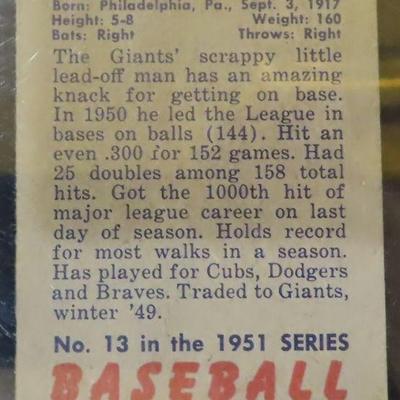 Born: Philadelphia, Pa., Sept. 3, 1917
Height: 5-8 Weight: 160
Bats: Right Throws: Right
The Giants' scrappy little
lead-off man has an amazing
knack for getting on base.
In 1950 he led the League in
bases on balls (144). Hit an
even .300 for 152 games. Had
25 doubles among 158 total
hits. Got the 1000th hit of
major league career on last
day of season. Holds record
for most walks in a season.
Has played for Cubs, Dodgers
and Braves. Traded to Giants,
winter '49.
No. 13 in the 1951 SERIES
BASEBALL